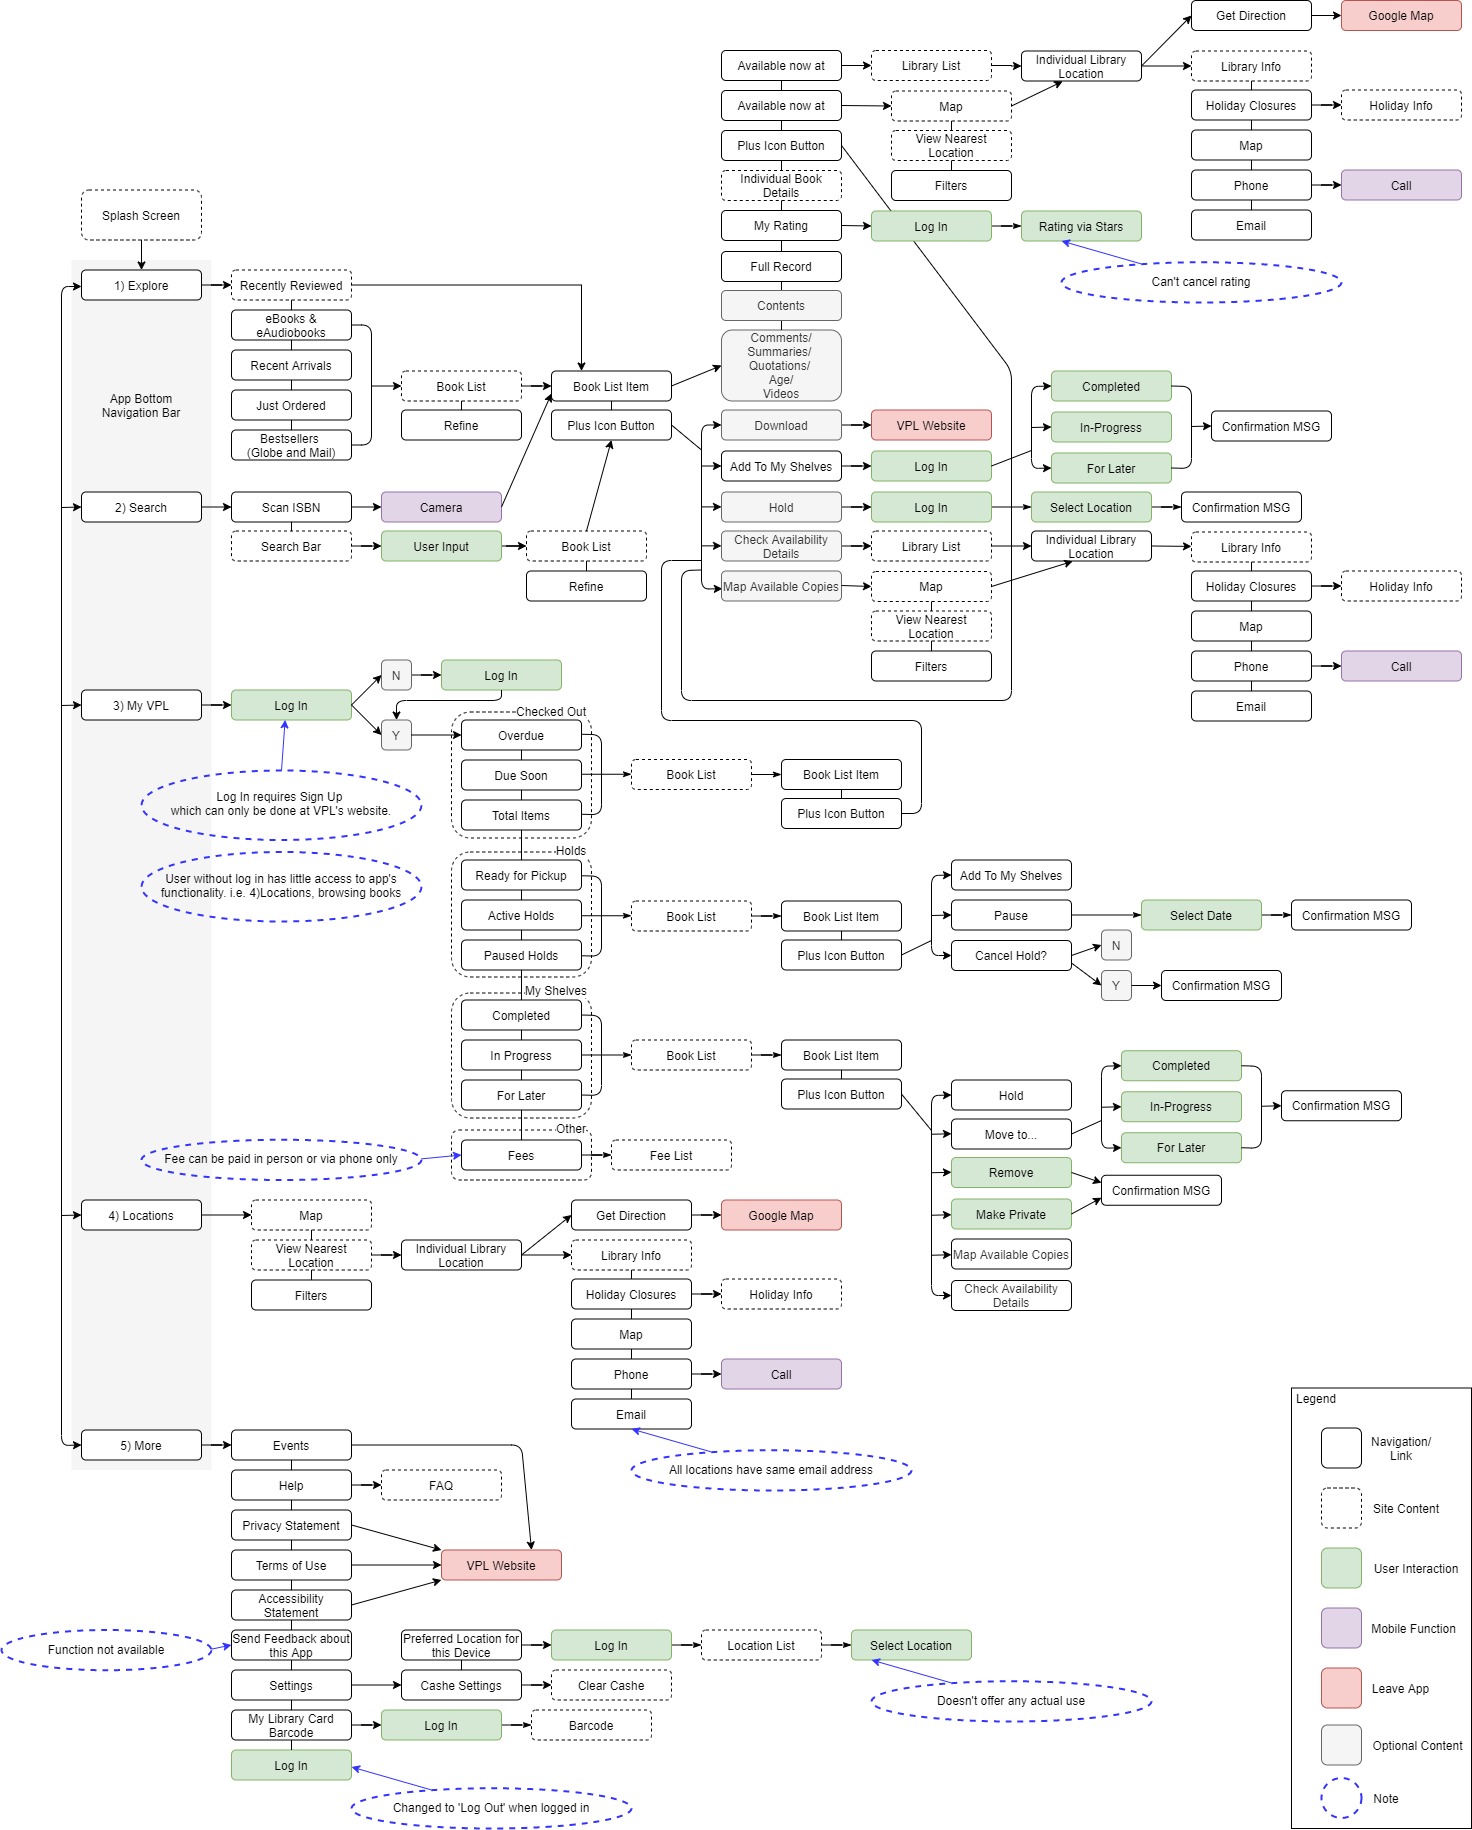 Get Direction
Google Map
Available now at
Library List
Individual Library
Location
Library Info
Available now at
Map
Holiday Closures
Holiday Info
Plus Icon Button
View Nearest
Location
Map
Individual Book
Details
Filters
Phone
Call
Splash Screen
My Rating
Log In
Rating via Stars
Email
Full Record
Can't cancel rating
1) Explore
Recently Reviewed
Contents
eBooks &
eAudiobooks
Comments/
Summaries/
Quotations/
Age/
Videos
Recent Arrivals
App Bottom
Navigation Bar
Book List
Book List Item
Completed
Just Ordered
Refine
Plus Icon Button
Download
VPL Website
In-Progress
Confirmation MSG
Bestsellers
(Globe and Mail)
Add To My Shelves
Log In
For Later
2) Search
Scan ISBN
Camera
Hold
Log In
Select Location
Confirmation MSG
Search Bar
User Input
Book List
Check Availability
Details
Library List
Individual Library
Location
Library Info
Refine
Map Available Copies
Map
Holiday Closures
Holiday Info
View Nearest
Location
Map
Filters
Phone
Call
N
Log In
3) My VPL
Log In
Email
Y
Checked Out
Overdue
Due Soon
Book List
Book List Item
Log In requires Sign Up
which can only be done at VPL's website.
Total Items
Plus Icon Button
Holds
User without log in has little access to app's
functionality. i.e. 4)Locations, browsing books
Ready for Pickup
Add To My Shelves
Active Holds
Book List
Book List Item
Pause
Select Date
Confirmation MSG
Paused Holds
Plus Icon Button
Cancel Hold?
N
Y
Confirmation MSG
My Shelves
Completed
In Progress
Book List
Book List Item
Completed
For Later
Plus Icon Button
Hold
In-Progress
Confirmation MSG
Other
Move to...
For Later
Fee can be paid in person or via phone only
Fees
Fee List
Remove
Confirmation MSG
4) Locations
Map
Get Direction
Google Map
Make Private
View Nearest
Location
Individual Library
Location
Library Info
Map Available Copies
Filters
Holiday Closures
Holiday Info
Check Availability
Details
Map
Phone
Call
Email
All locations have same email address
5) More
Events
Help
FAQ
Privacy Statement
Terms of Use
VPL Website
Accessibility
Statement
Function not available
Send Feedback about
this App
Preferred Location for
this Device
Log In
Location List
Select Location
Settings
Cashe Settings
Clear Cashe
Doesn't offer any actual use
My Library Card
Barcode
Log In
Barcode
Log In
Changed to 'Log Out' when logged in
Legend
Navigation/
Link
Site Content
User Interaction
Mobile Function
Leave App
Optional Content
Note